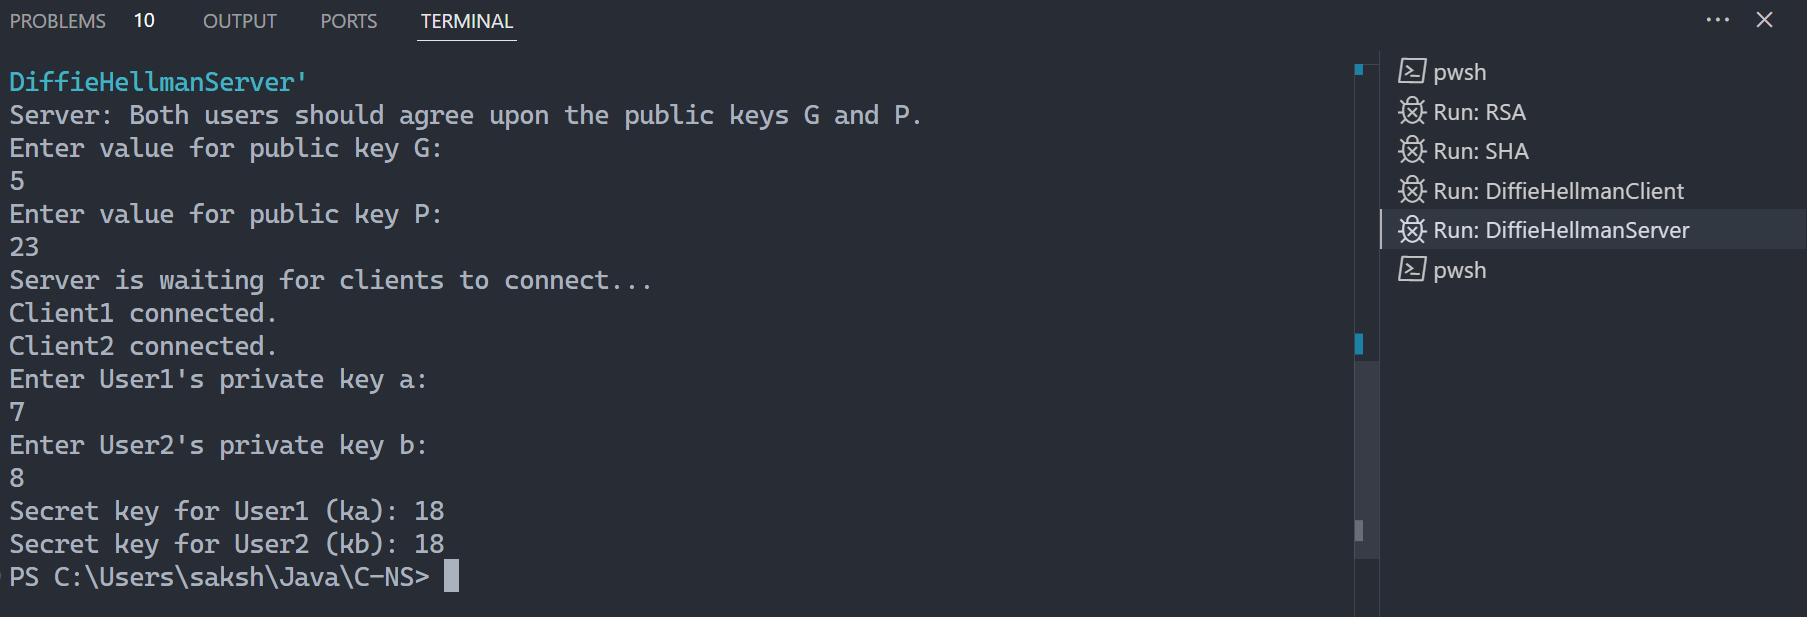 PROBLEMS 10 OUTPUT PORTS TERMINAL
DiffieHellmanServer'
Server: Both users should agree upon the public keys G and P.
Enter value for public key G:
5
Enter value for public key P:
23
Server is waiting for clients to connect...
Client1 connected.
Client2 connected.
Enter User1's private key a:
7
Enter User2's private key b:
8
Secret key for User1 (ka): 18
Secret key for User2 (kb): 18
PS C:\Users\saksh\Java\C-NS>
pwsh
Run: RSA
Run: SHA
Run: DiffieHellmanClient
Run: DiffieHellmanServer
pwsh